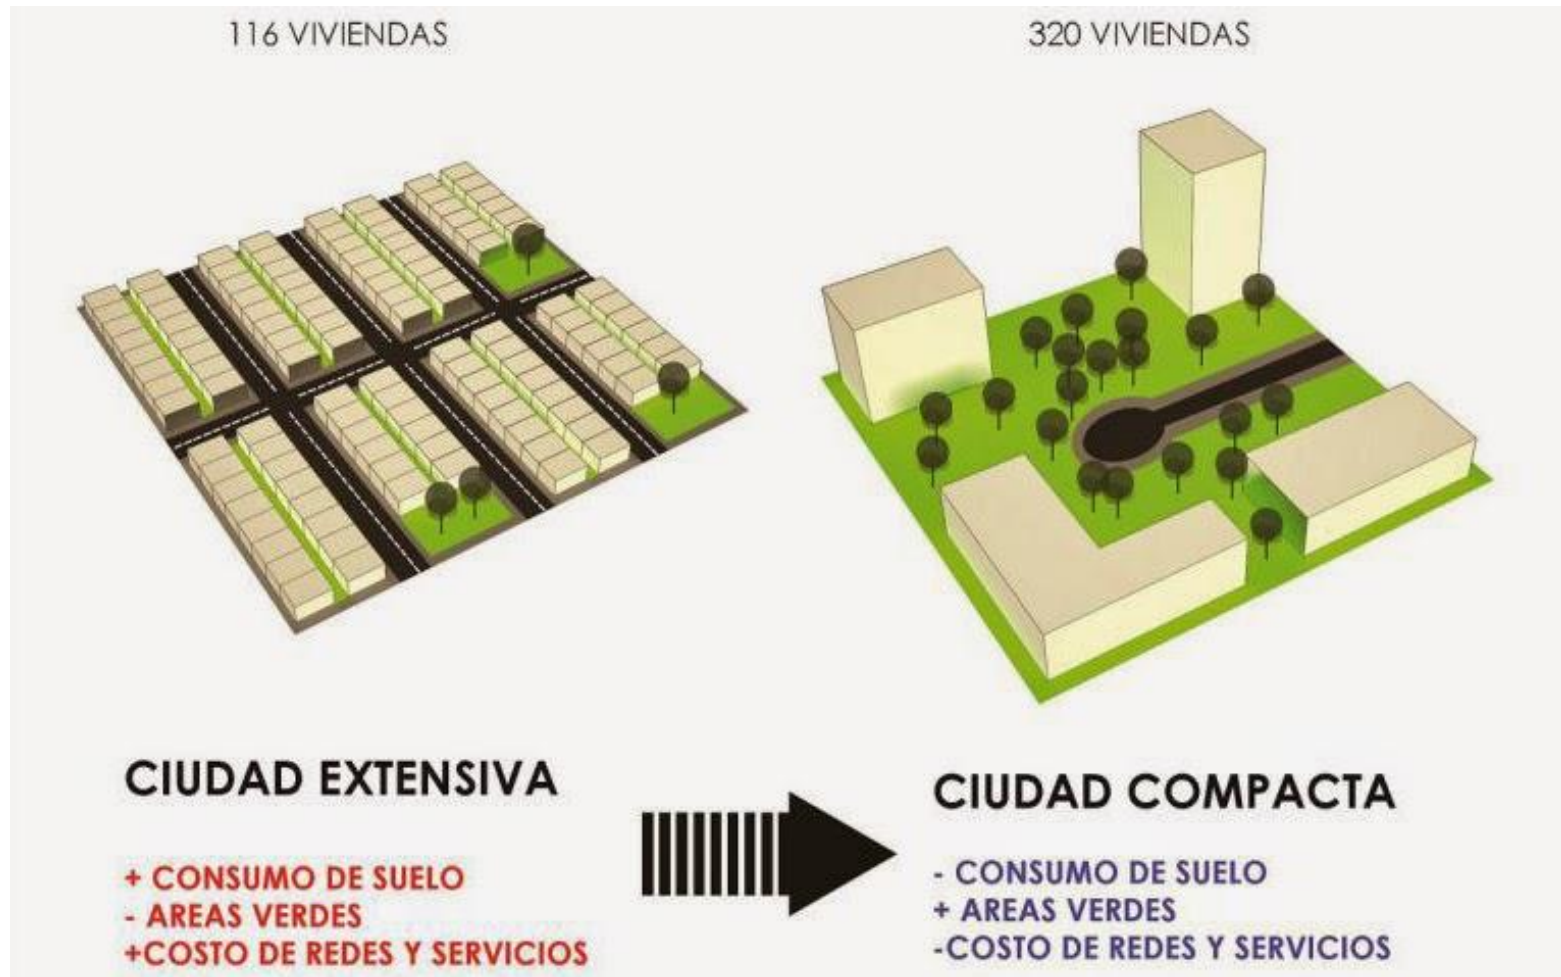 116 VIVIENDAS
320 VIVIENDAS
CIUDAD EXTENSIVA
+ CONSUMO DE SUELO
- AREAS VERDES
+COSTO DE REDES Y SERVICIOS
CIUDAD COMPACTA
- CONSUMO DE SUELO
+ AREAS VERDES
-COSTO DE REDES Y SERVICIOS